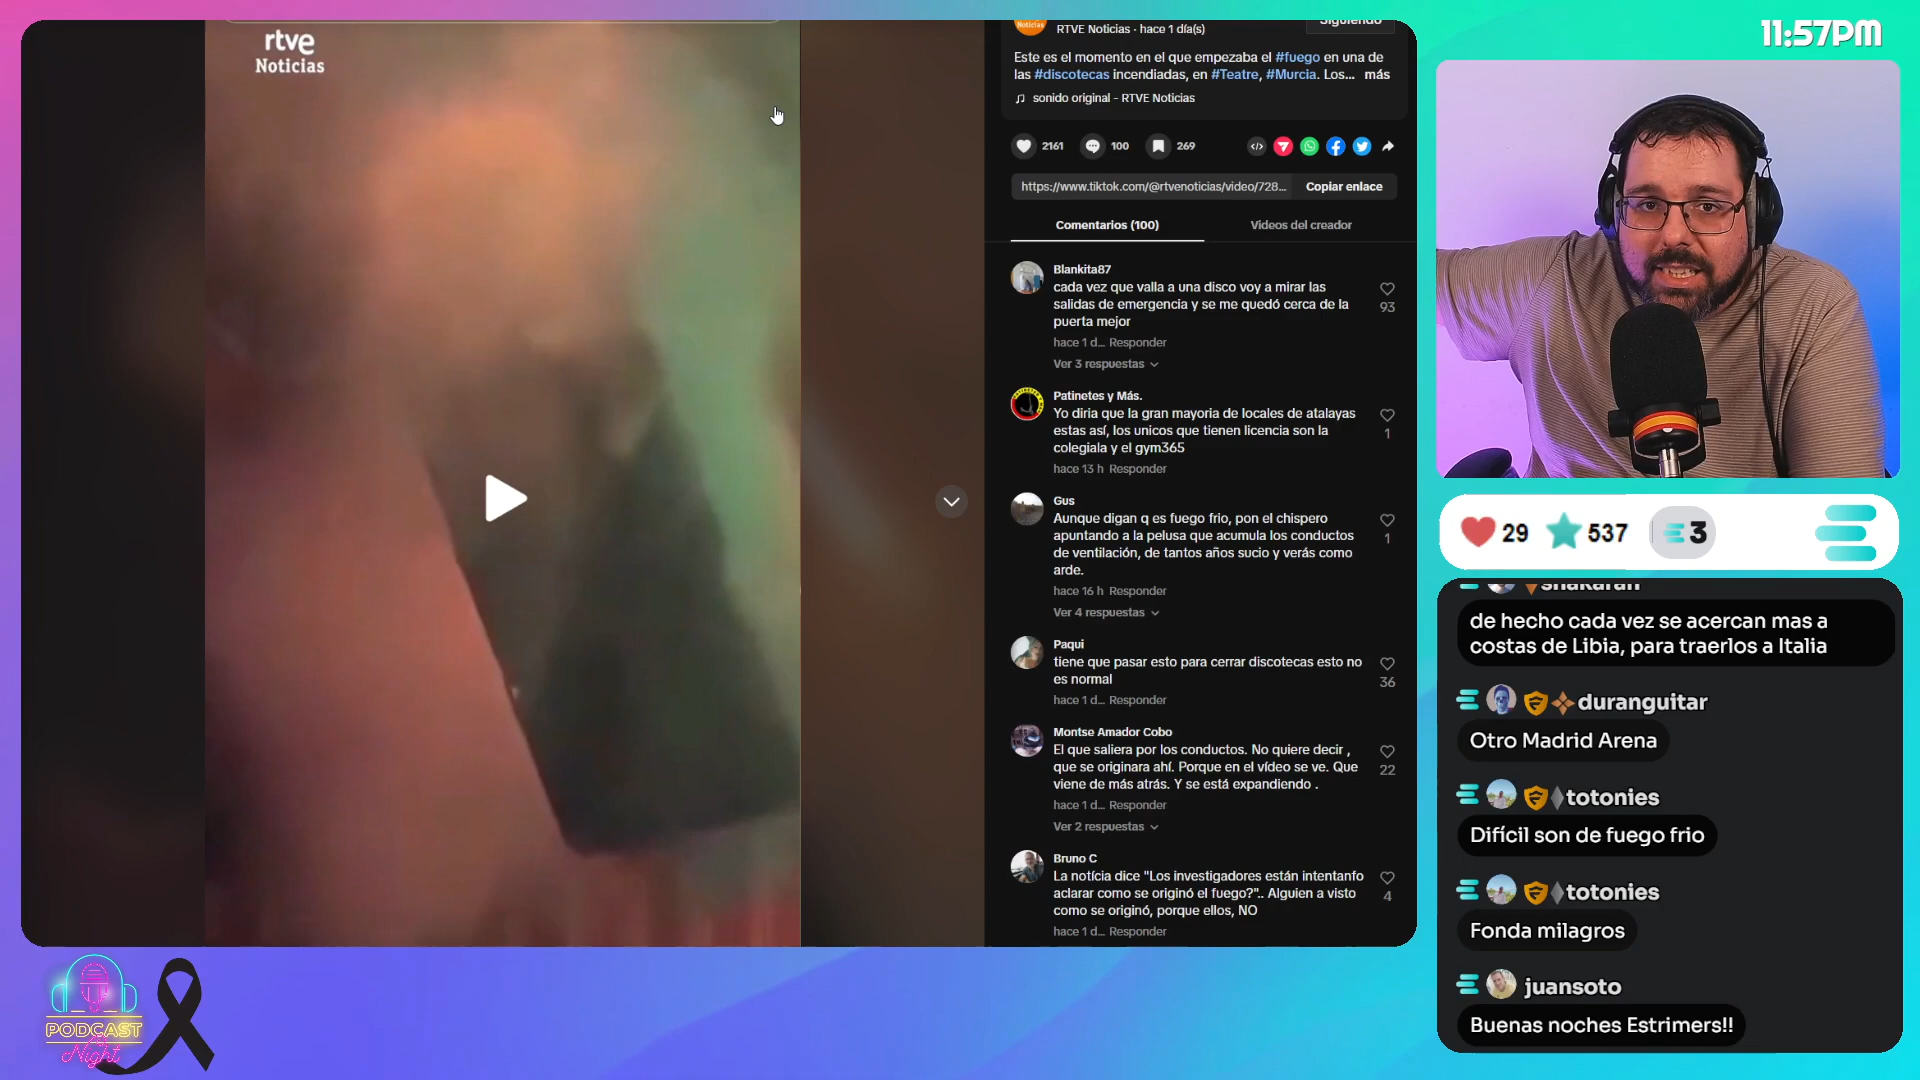 rtve
Noticias
Noticias
RTVE Noticias · hace 1 día(s)
Siguiendo
Este es el momento en el que empezaba el #fuego en una de
las #discotecas incendiadas, en #Teatre, #Murcia. Los... más
sonido original - RTVE Noticias
2161
100
269
https://www.tiktok.com/@rtvenoticias/video/728...
Copiar enlace
Comentarios (100)
Videos del creador
Blankita87
cada vez que valla a una disco voy a mirar las
salidas de emergencia y se me quedó cerca de la
puerta mejor
93
hace 1 d... Responder
Ver 3 respuestas
Patinetes y Más.
Yo diria que la gran mayoria de locales de atalayas
estas así, los unicos que tienen licencia son la
colegiala y el gym365
1
hace 13 h Responder
Gus
Aunque digan q es fuego frio, pon el chispero
apuntando a la pelusa que acumula los conductos
de ventilación, de tantos años sucio y verás como
arde.
1
hace 16 h Responder
Ver 4 respuestas
Paqui
tiene que pasar esto para cerrar discotecas esto no
es normal
36
hace 1 d... Responder
Montse Amador Cobo
El que saliera por los conductos. No quiere decir ,
que se originara ahí. Porque en el vídeo se ve. Que
viene de más atrás. Y se está expandiendo .
22
hace 1 d... Responder
Ver 2 respuestas
Bruno C
La notícia dice "Los investigadores están intentanfo
aclarar como se originó el fuego?".. Alguien a visto
como se originó, porque ellos, NO
4
hace 1 d... Responder
11:57PM
29
537
3
shakaran
de hecho cada vez se acercan mas a
costas de Libia, para traerlos a Italia
duranguitar
Otro Madrid Arena
totonies
Difícil son de fuego frio
totonies
Fonda milagros
juansoto
Buenas noches Estrimers!!
PODCAST
Night